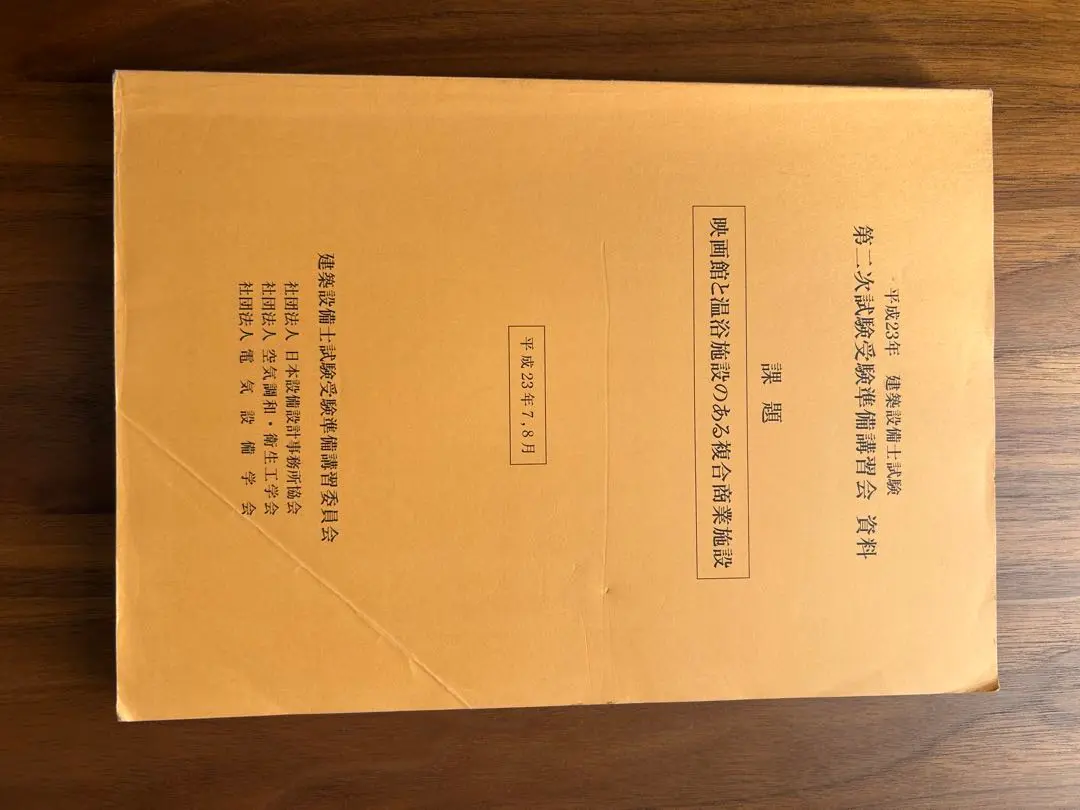 平成23年 建築設備士試験
第二次試験受験準備講習会 資料
課題
映画館と温浴施設のある複合商業施設
平成23年7,8月
建築設備士試験受験準備講習委員会
社団法人 日本設備設計事務所協会
社団法人 空気調和・衛生工学会
社団法人 電気設備学会